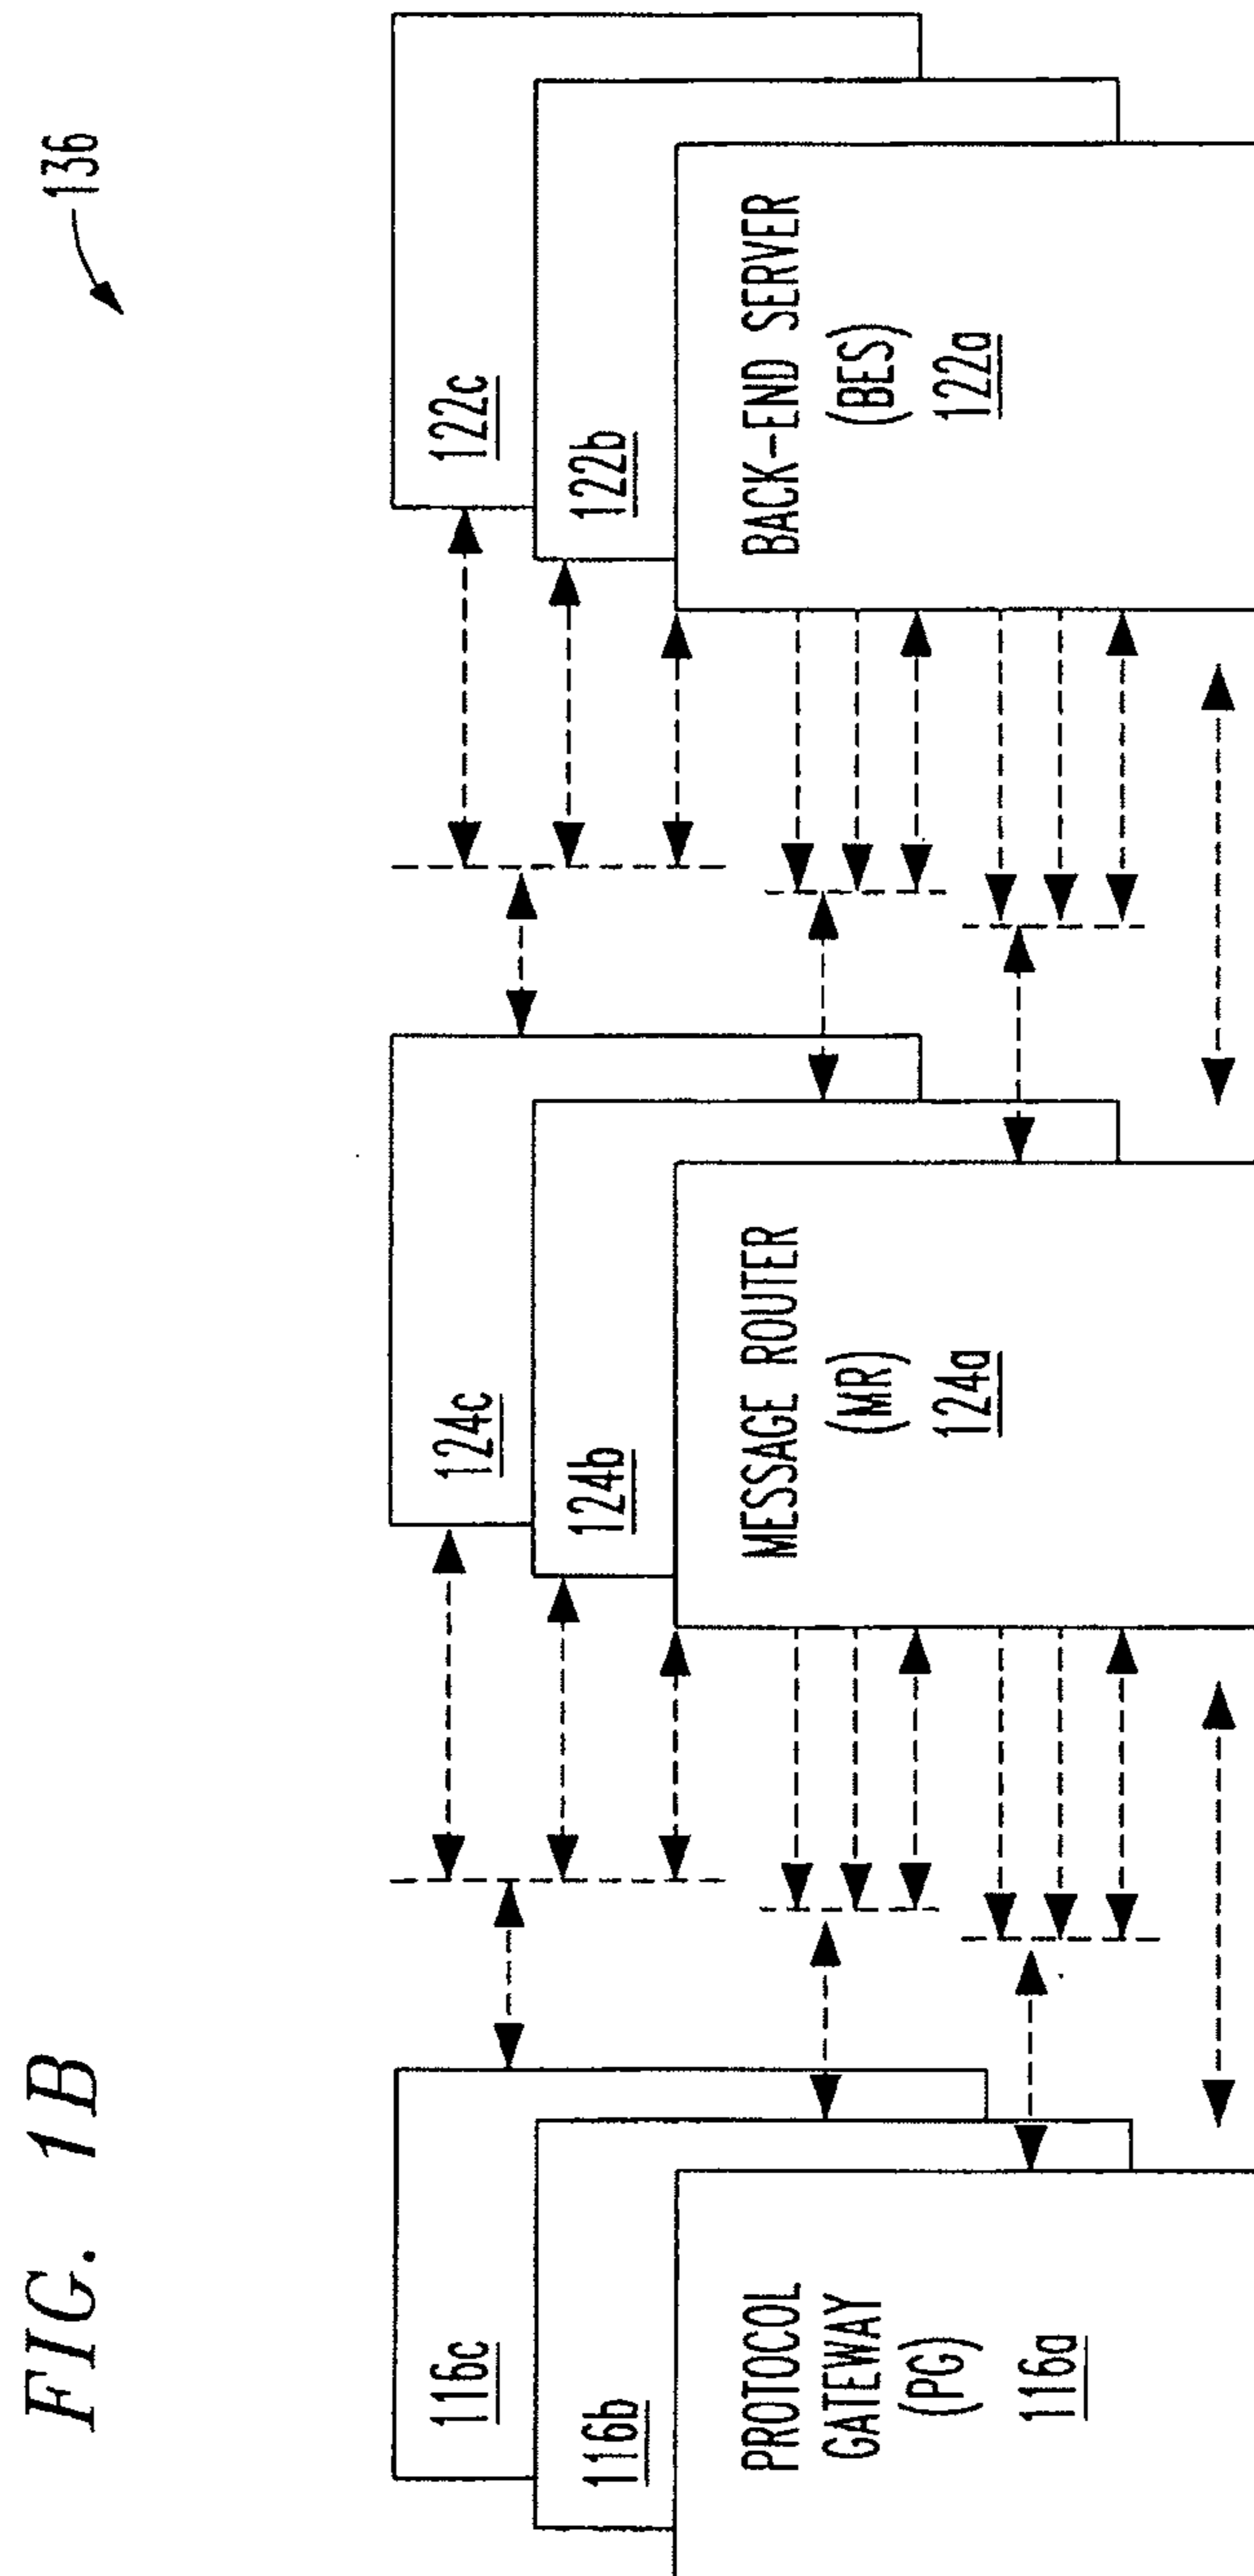 FIG. 1B
136
116c
116b
PROTOCOL
GATEWAY
(PG)
116a
124c
124b
MESSAGE ROUTER
(MR)
124a
122c
122b
BACK-END SERVER
(BES)
122a